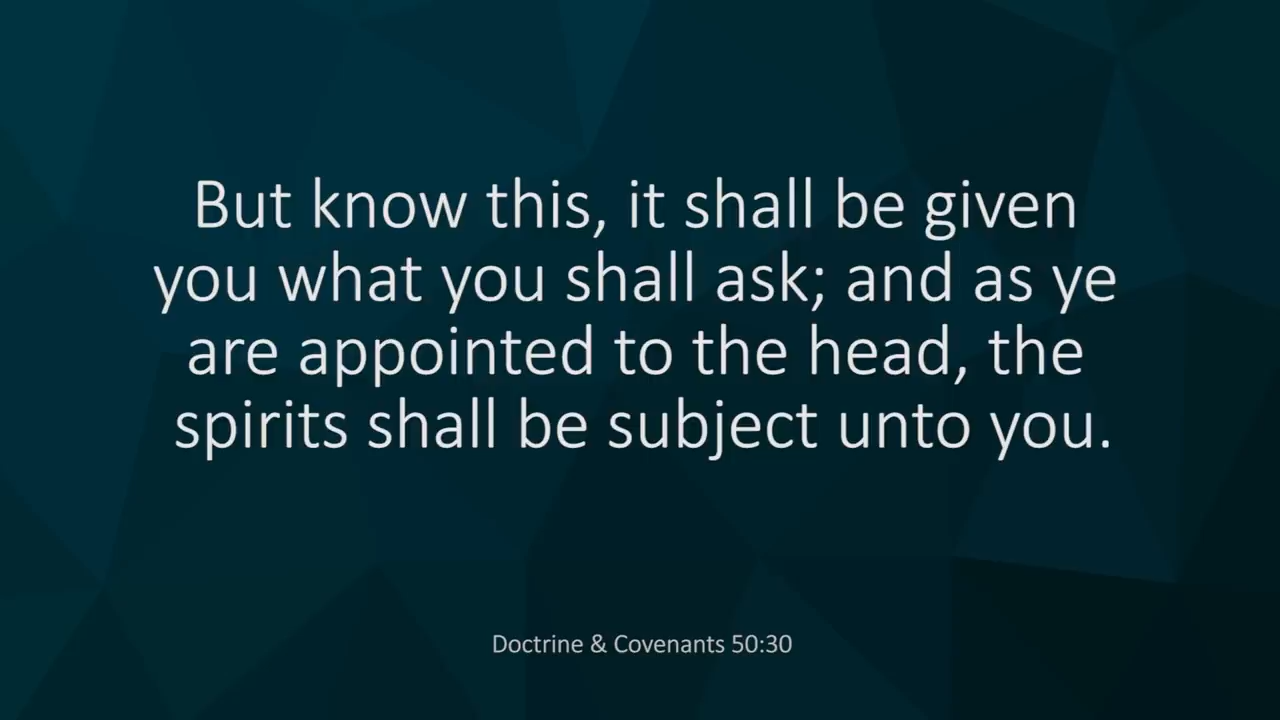 But know this, it shall be given
you what you shall ask; and as ye
are appointed to the head, the
spirits shall be subject unto you.
Doctrine & Covenants 50:30